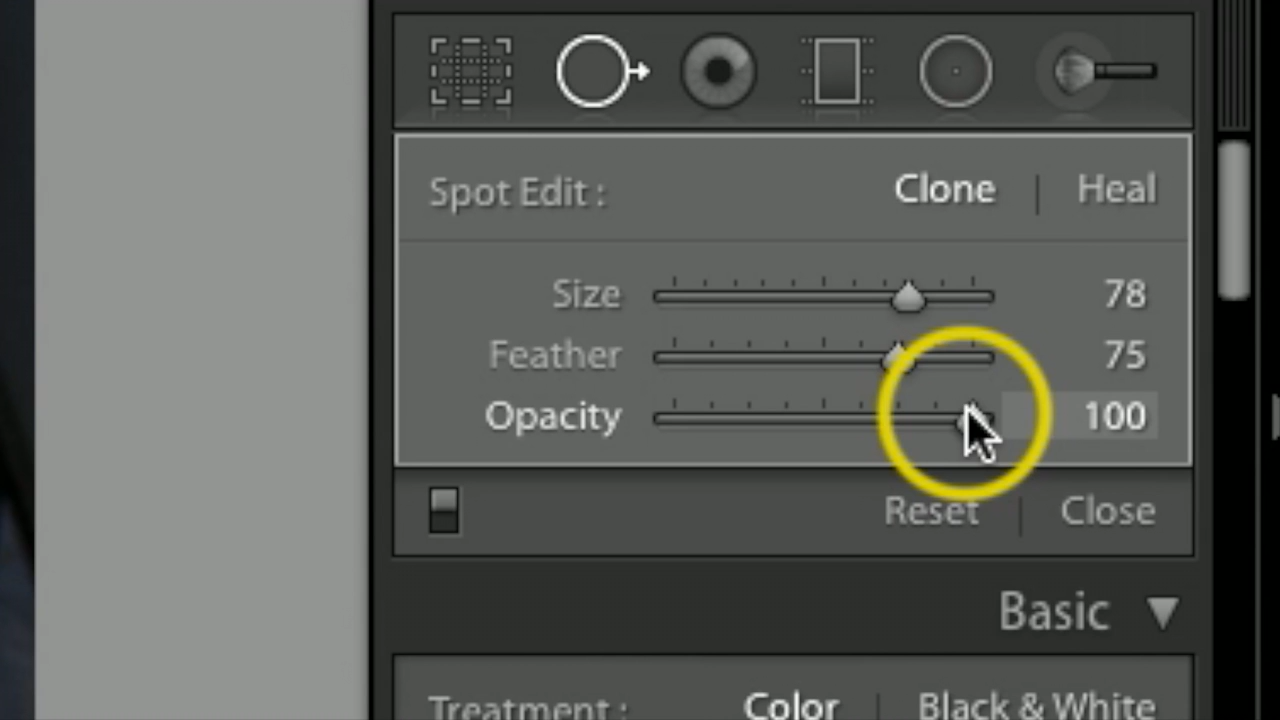 Spot Edit : Clone | Heal
Size 78
Feather 75
Opacity 100
Reset | Close
Basic
Treatment : Color | Black & White